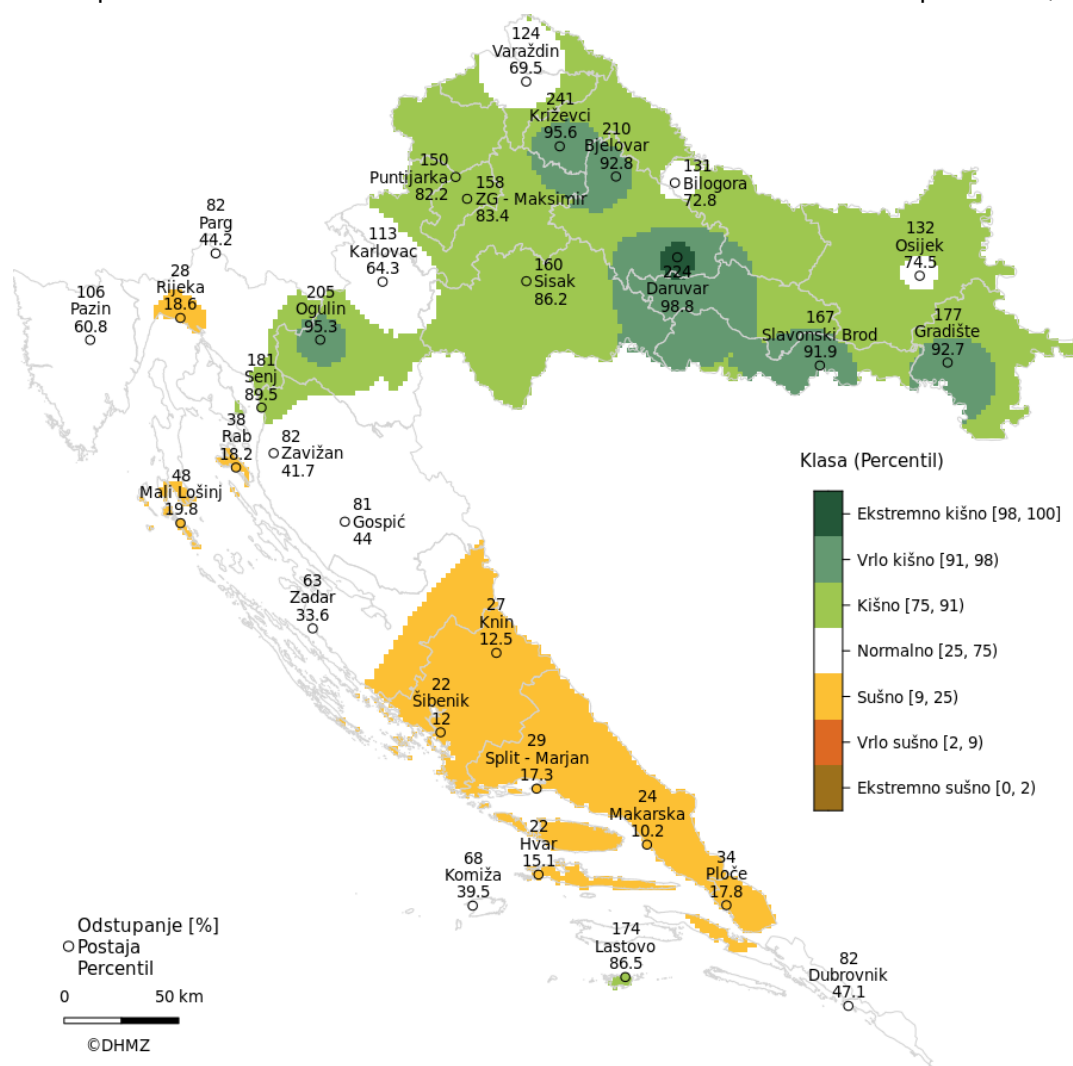 124
Varaždin
69.5
241
Križevci
95.6
210
Bjelovar
92.8
150
Puntijarka
82.2
158
ZG - Maksimir
83.4
131
Bilogora
72.8
82
Parg
44.2
113
Karlovac
64.3
132
Osijek
74.5
28
Rijeka
18.6
160
Sisak
86.2
224
Daruvar
98.8
106
Pazin
60.8
205
Ogulin
95.3
167
Slavonski Brod
91.9
177
Gradište
92.7
181
Senj
89.5
38
Rab
18.2
82
Zavižan
41.7
48
Mali Lošinj
19.8
81
Gospić
44
63
Zadar
33.6
27
Knin
12.5
22
Šibenik
12
29
Split - Marjan
17.3
24
Makarska
10.2
22
Hvar
15.1
68
Komiža
39.5
34
Ploče
17.8
174
Lastovo
86.5
82
Dubrovnik
47.1
Klasa (Percentil)
Ekstremno kišno [98, 100]
Vrlo kišno [91, 98)
Kišno [75, 91)
Normalno [25, 75)
Sušno [9, 25)
Vrlo sušno [2, 9)
Ekstremno sušno [0, 2)
Odstupanje [%]
Postaja
Percentil
0 50 km
©DHMZ